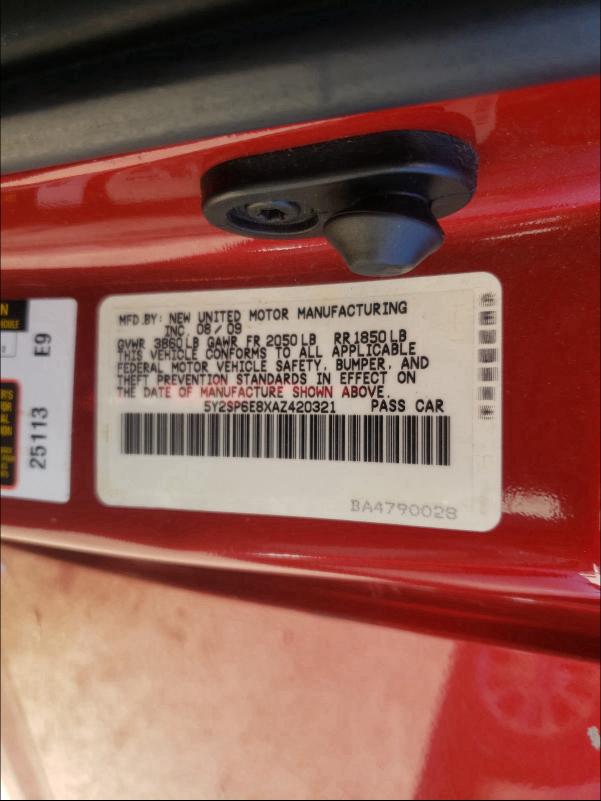 MFD.BY: NEW UNITED MOTOR MANUFACTURING
INC. 08/09
GVWR 3860LB GAWR FR 2050LB RR 1850LB
THIS VEHICLE CONFORMS TO ALL APPLICABLE
FEDERAL MOTOR VEHICLE SAFETY, BUMPER, AND
THEFT PREVENTION STANDARDS IN EFFECT ON
THE DATE OF MANUFACTURE SHOWN ABOVE.
5Y2SP6E8XAZ420321 PASS CAR
BA4790028
25113 E9